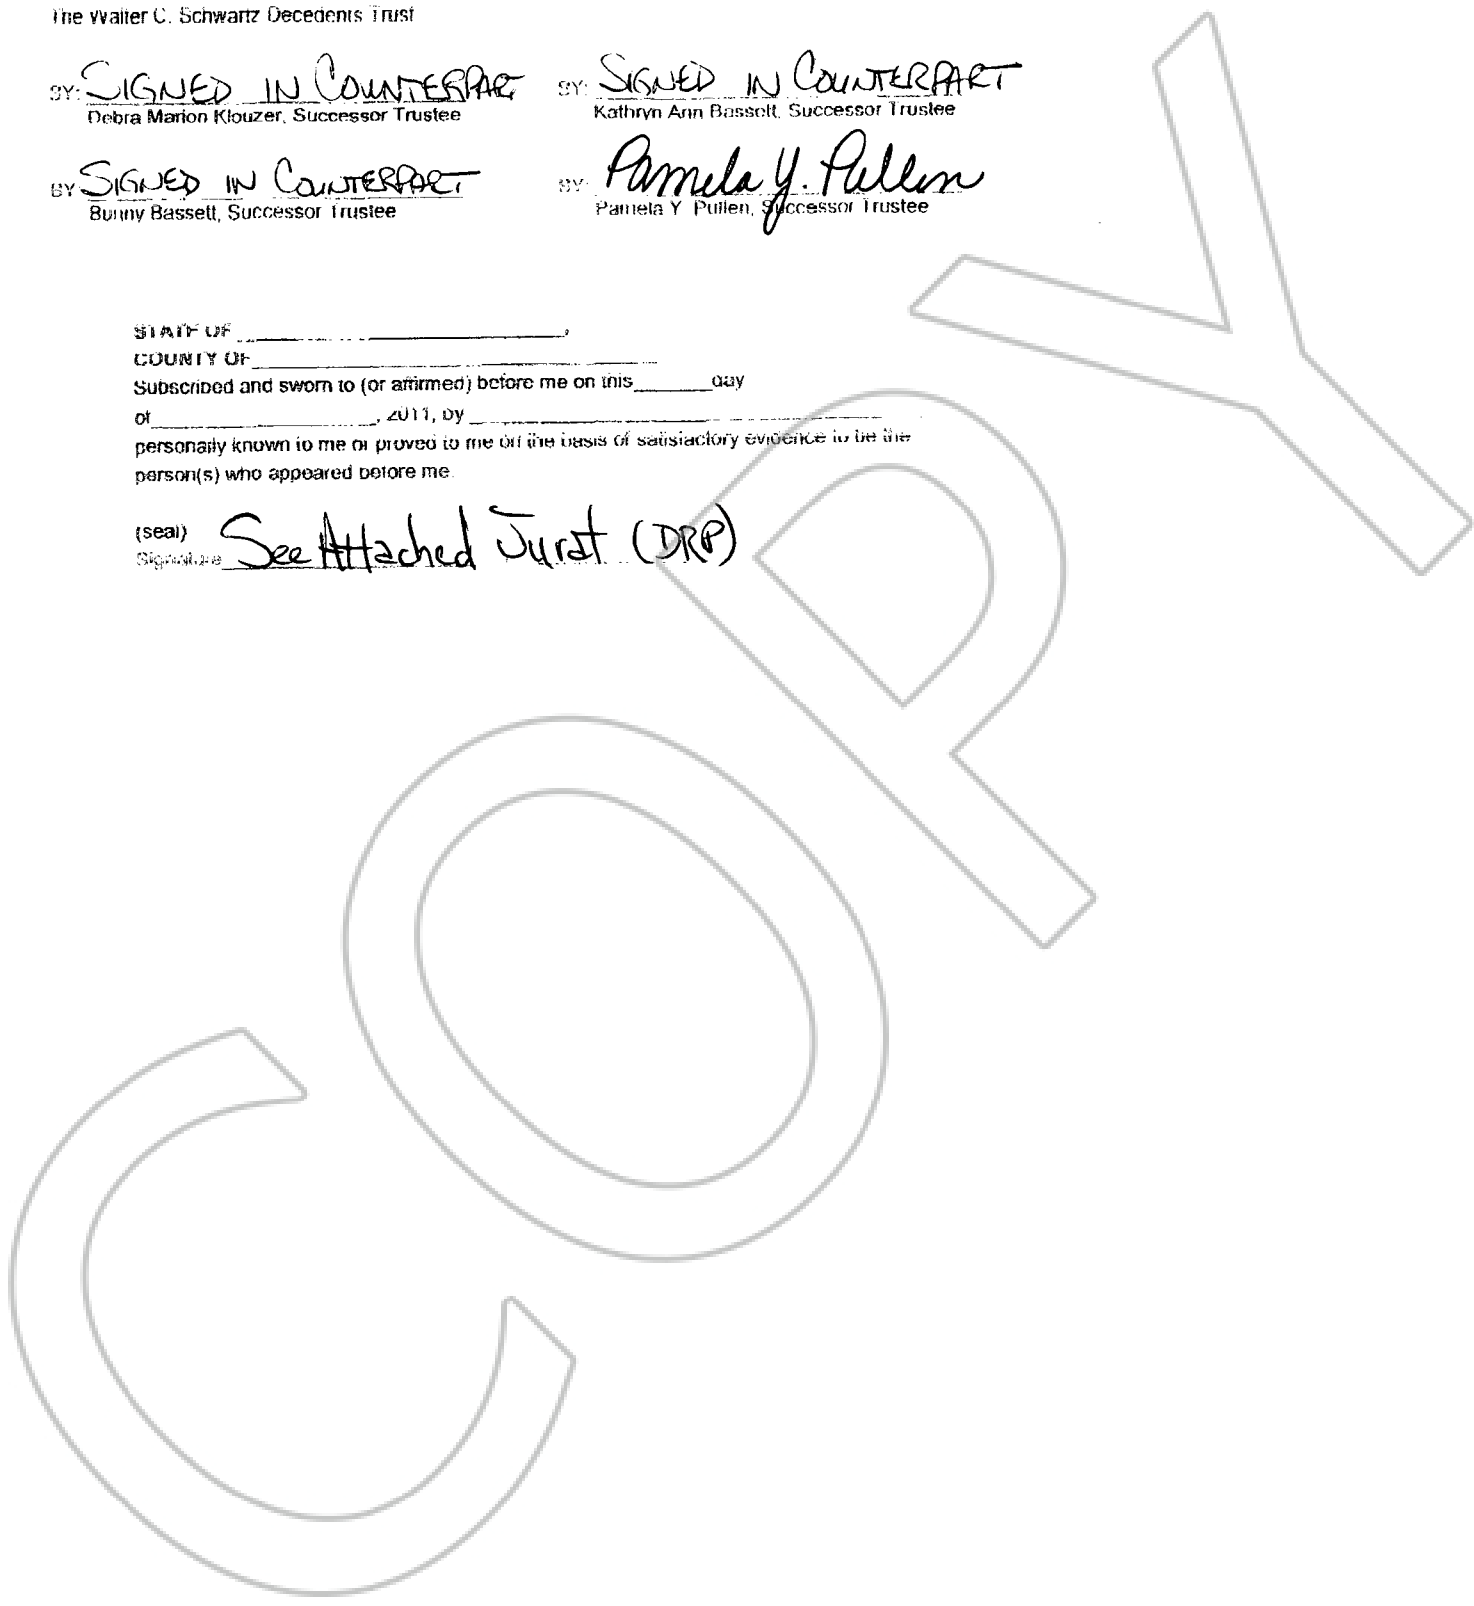 The Walter C. Schwartz Decedents Trust
BY: SIGNED IN COUNTERPART
Debra Marion Klouzer, Successor Trustee
BY: SIGNED IN COUNTERPART
Kathryn Ann Bassett, Successor Trustee
BY SIGNED IN COUNTERPART
Bunny Bassett, Successor Trustee
BY: Pamela Y. Pullen
Pamela Y Pullen, Successor Trustee
STATE OF
COUNTY OF
Subscribed and sworn to (or affirmed) before me on this day
of , 2011, by
personally known to me or proved to me on the basis of satisfactory evidence to be the
person(s) who appeared before me.
(seal)
Signature See Attached Jurat (DRP)
COPY